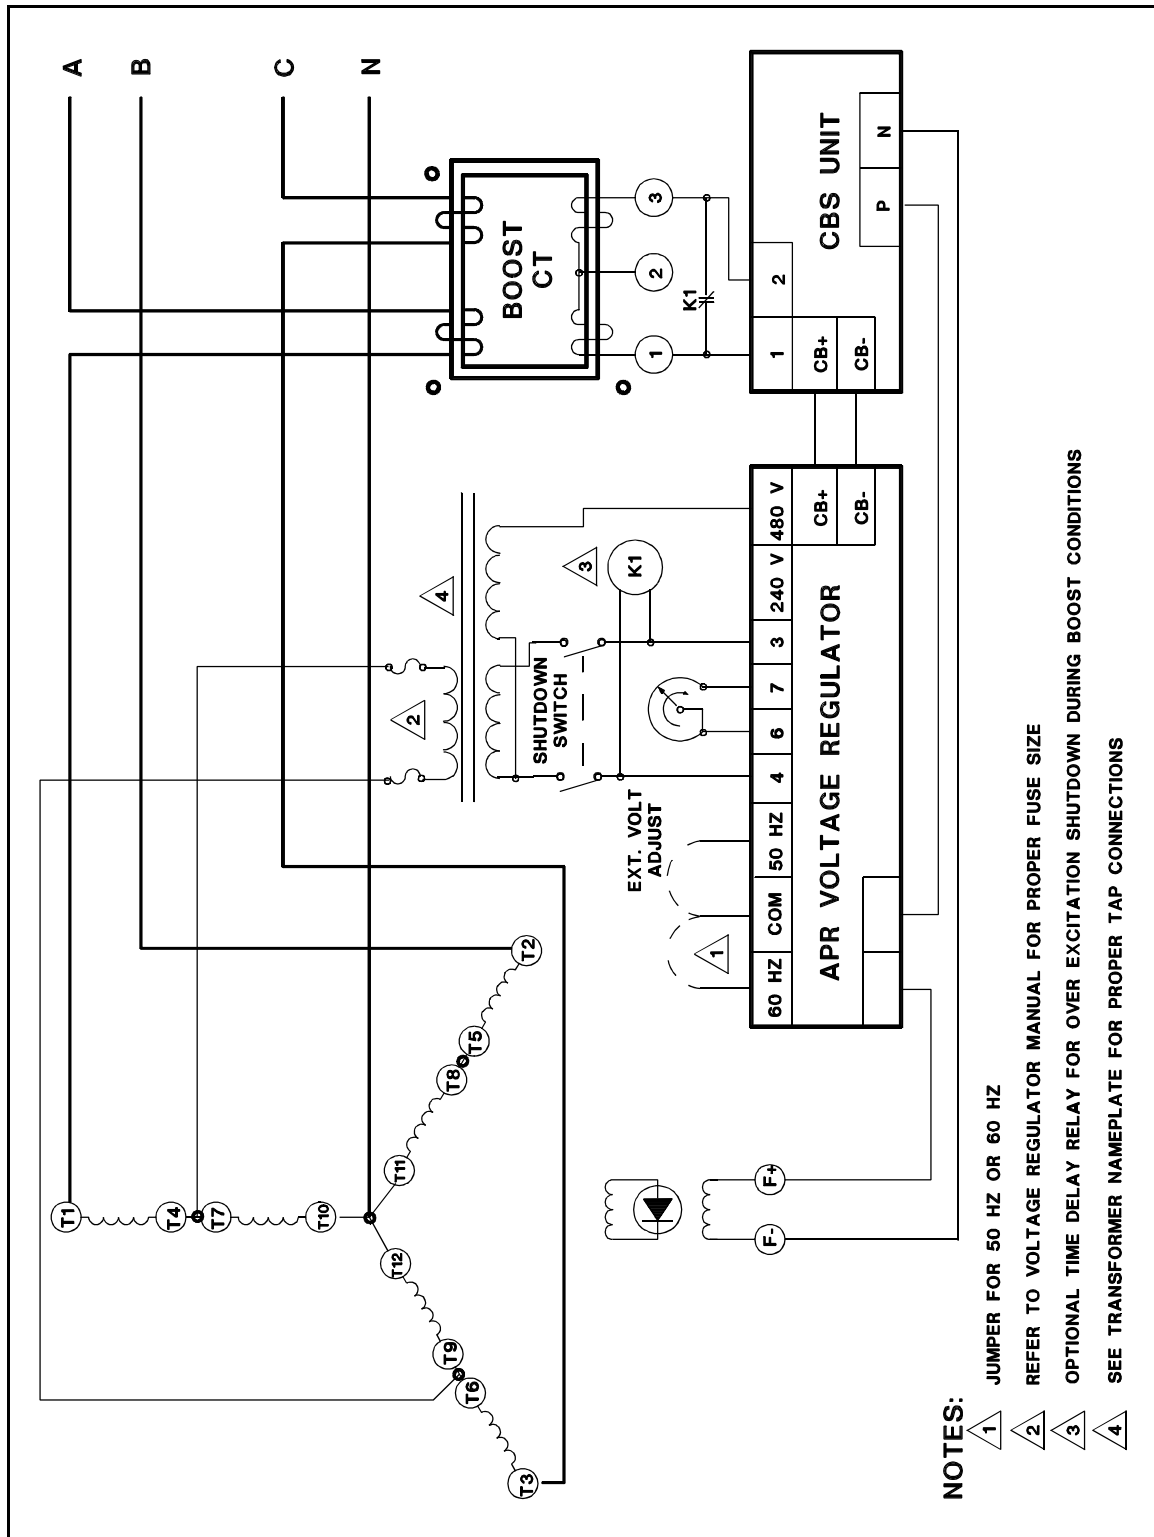 A
B
C
N
BOOST
CT
1
2
3
K1
CBS UNIT
1
2
CB+
CB-
P
N
4
2
3
K1
SHUTDOWN
SWITCH
EXT. VOLT
ADJUST
1
60 HZ
COM
50 HZ
4
6
7
3
240 V
480 V
CB+
CB-
APR VOLTAGE REGULATOR
T1
T4
T7
T10
T12
T9
T6
T3
T11
T8
T5
T2
F-
F+
NOTES:
1 JUMPER FOR 50 HZ OR 60 HZ
2 REFER TO VOLTAGE REGULATOR MANUAL FOR PROPER FUSE SIZE
3 OPTIONAL TIME DELAY RELAY FOR OVER EXCITATION SHUTDOWN DURING BOOST CONDITIONS
4 SEE TRANSFORMER NAMEPLATE FOR PROPER TAP CONNECTIONS